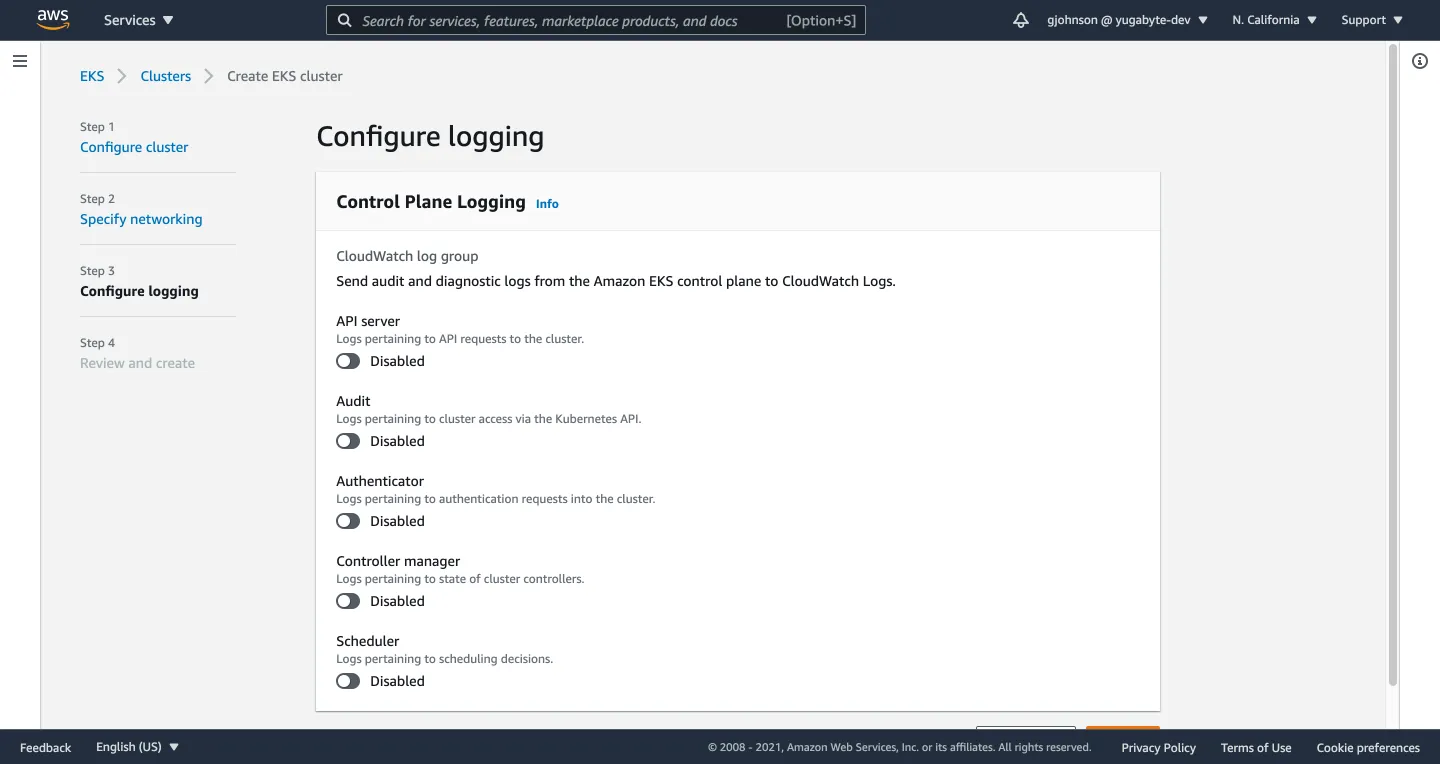 aws
Services
Search for services, features, marketplace products, and docs [Option+S]
gjohnson @ yugabyte-dev
N. California
Support
EKS
Clusters
Create EKS cluster
Step 1
Configure cluster
Step 2
Specify networking
Step 3
Configure logging
Step 4
Review and create
Configure logging
Control Plane Logging Info
CloudWatch log group
Send audit and diagnostic logs from the Amazon EKS control plane to CloudWatch Logs.
API server
Logs pertaining to API requests to the cluster.
Disabled
Audit
Logs pertaining to cluster access via the Kubernetes API.
Disabled
Authenticator
Logs pertaining to authentication requests into the cluster.
Disabled
Controller manager
Logs pertaining to state of cluster controllers.
Disabled
Scheduler
Logs pertaining to scheduling decisions.
Disabled
Feedback
English (US)
© 2008 - 2021, Amazon Web Services, Inc. or its affiliates. All rights reserved.
Privacy Policy
Terms of Use
Cookie preferences